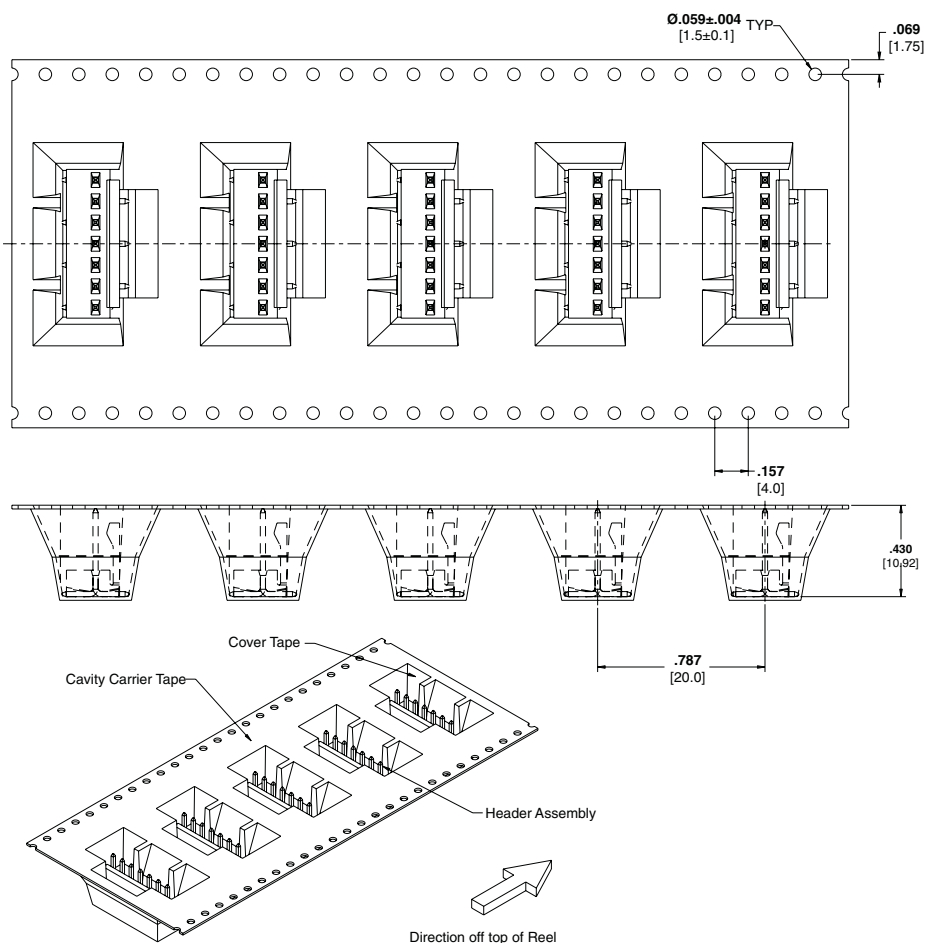 Ø.059±.004 TYP
[1.5±0.1]
.069
[1.75]
.157
[4.0]
.430
[10.92]
.787
[20.0]
Cover Tape
Cavity Carrier Tape
Header Assembly
Direction off top of Reel